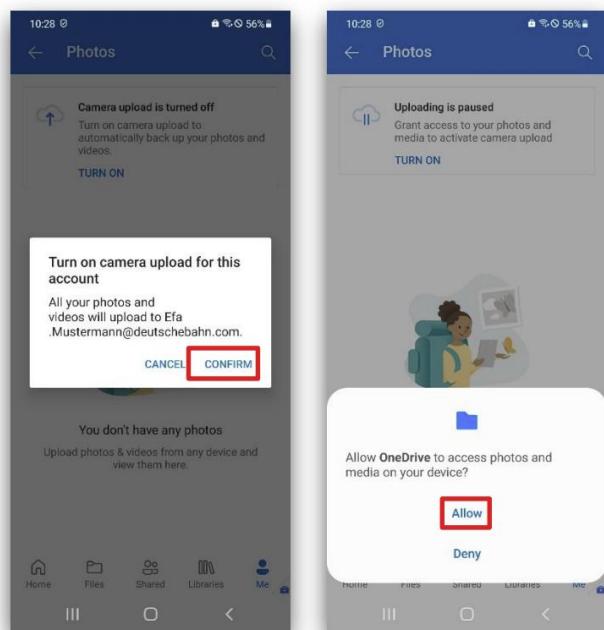 10:28 56%
Photos
Camera upload is turned off
Turn on camera upload to
automatically back up your photos and
videos.
TURN ON
Turn on camera upload for this
account
All your photos and
videos will upload to Efa
.Mustermann@deutschebahn.com.
CANCEL CONFIRM
You don't have any photos
Upload photos & videos from any device and
view them here.
Home Files Shared Libraries Me
10:28 56%
Photos
Uploading is paused
Grant access to your photos and
media to activate camera upload
TURN ON
Allow OneDrive to access photos and
media on your device?
Allow
Deny
Home Files Shared Libraries Me